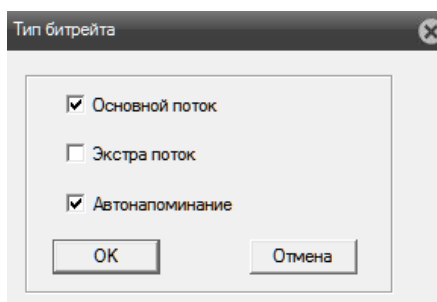 Тип битрейта
Основной поток
Экстра поток
Автонапоминание
OK
Отмена